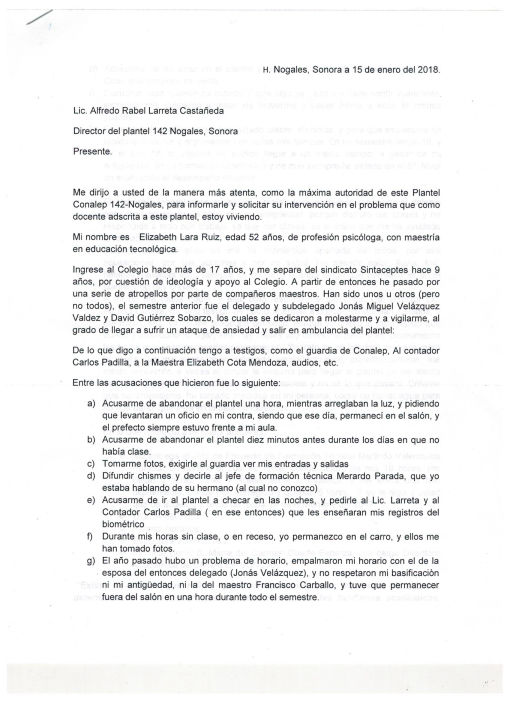 H. Nogales, Sonora a 15 de enero del 2018.
Lic. Alfredo Rabel Larreta Castañeda
Director del plantel 142 Nogales, Sonora
Presente.
Me dirijo a usted de la manera más atenta, como la máxima autoridad de este Plantel
Conalep 142-Nogales, para informarle y solicitar su intervención en el problema que como
docente adscrita a este plantel, estoy viviendo.
Mi nombre es Elizabeth Lara Ruiz, edad 52 años, de profesión psicóloga, con maestría
en educación tecnológica.
Ingrese al Colegio hace más de 17 años, y me separe del sindicato Sintaceptes hace 9
años, por cuestión de ideología y apoyo al Colegio. A partir de entonces he pasado por
una serie de atropellos por parte de compañeros maestros. Han sido unos u otros (pero
no todos), el semestre anterior fue el delegado y subdelegado Jonás Miguel Velázquez
Valdez y David Gutiérrez Sobarzo, los cuales se dedicaron a molestarme y a vigilarme, al
grado de llegar a sufrir un ataque de ansiedad y salir en ambulancia del plantel:
De lo que digo a continuación tengo a testigos, como el guardia de Conalep, Al contador
Carlos Padilla, a la Maestra Elizabeth Cota Mendoza, audios, etc.
Entre las acusaciones que hicieron fue lo siguiente:
a) Acusarme de abandonar el plantel una hora, mientras arreglaban la luz, y pidiendo
que levantaran un oficio en mi contra, siendo que ese día, permanecí en el salón, y
el prefecto siempre estuvo frente a mi aula.
b) Acusarme de abandonar el plantel diez minutos antes durante los días en que no
había clase.
c) Tomarme fotos, exigirle al guardia ver mis entradas y salidas
d) Difundir chismes y decirle al jefe de formación técnica Merardo Parada, que yo
estaba hablando de su hermano (al cual no conozco)
e) Acusarme de ir al plantel a checar en las noches, y pedirle al Lic. Larreta y al
Contador Carlos Padilla ( en ese entonces) que les enseñaran mis registros del
biométrico
f) Durante mis horas sin clase, o en receso, yo permanezco en el carro, y ellos me
han tomado fotos.
g) El año pasado hubo un problema de horario, empalmaron mi horario con el de la
esposa del entonces delegado (Jonás Velázquez), y no respetaron mi basificación
ni mi antigüedad, ni la del maestro Francisco Carballo, y tuve que permanecer
fuera del salón en una hora durante todo el semestre.